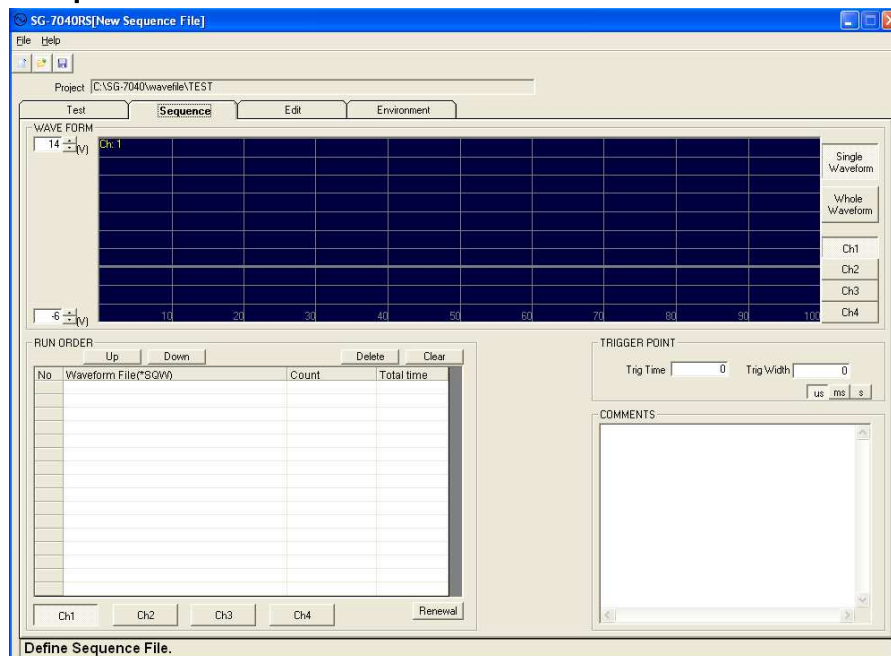 SG-7040RS[New Sequence File]
File Help
Project C:\SG-7040\wavefile\TEST
Test Sequence Edit Environment
WAVE FORM
14 (V) Ch: 1
Single Waveform
Whole Waveform
Ch1
Ch2
Ch3
Ch4
-6 (V) 10 20 30 40 50 60 70 80 90 100
RUN ORDER
Up Down Delete Clear
No Waveform File(*SQW) Count Total time
Ch1 Ch2 Ch3 Ch4 Renewal
TRIGGER POINT
Trig Time 0 Trig Width 0
us ms s
COMMENTS
Define Sequence File.